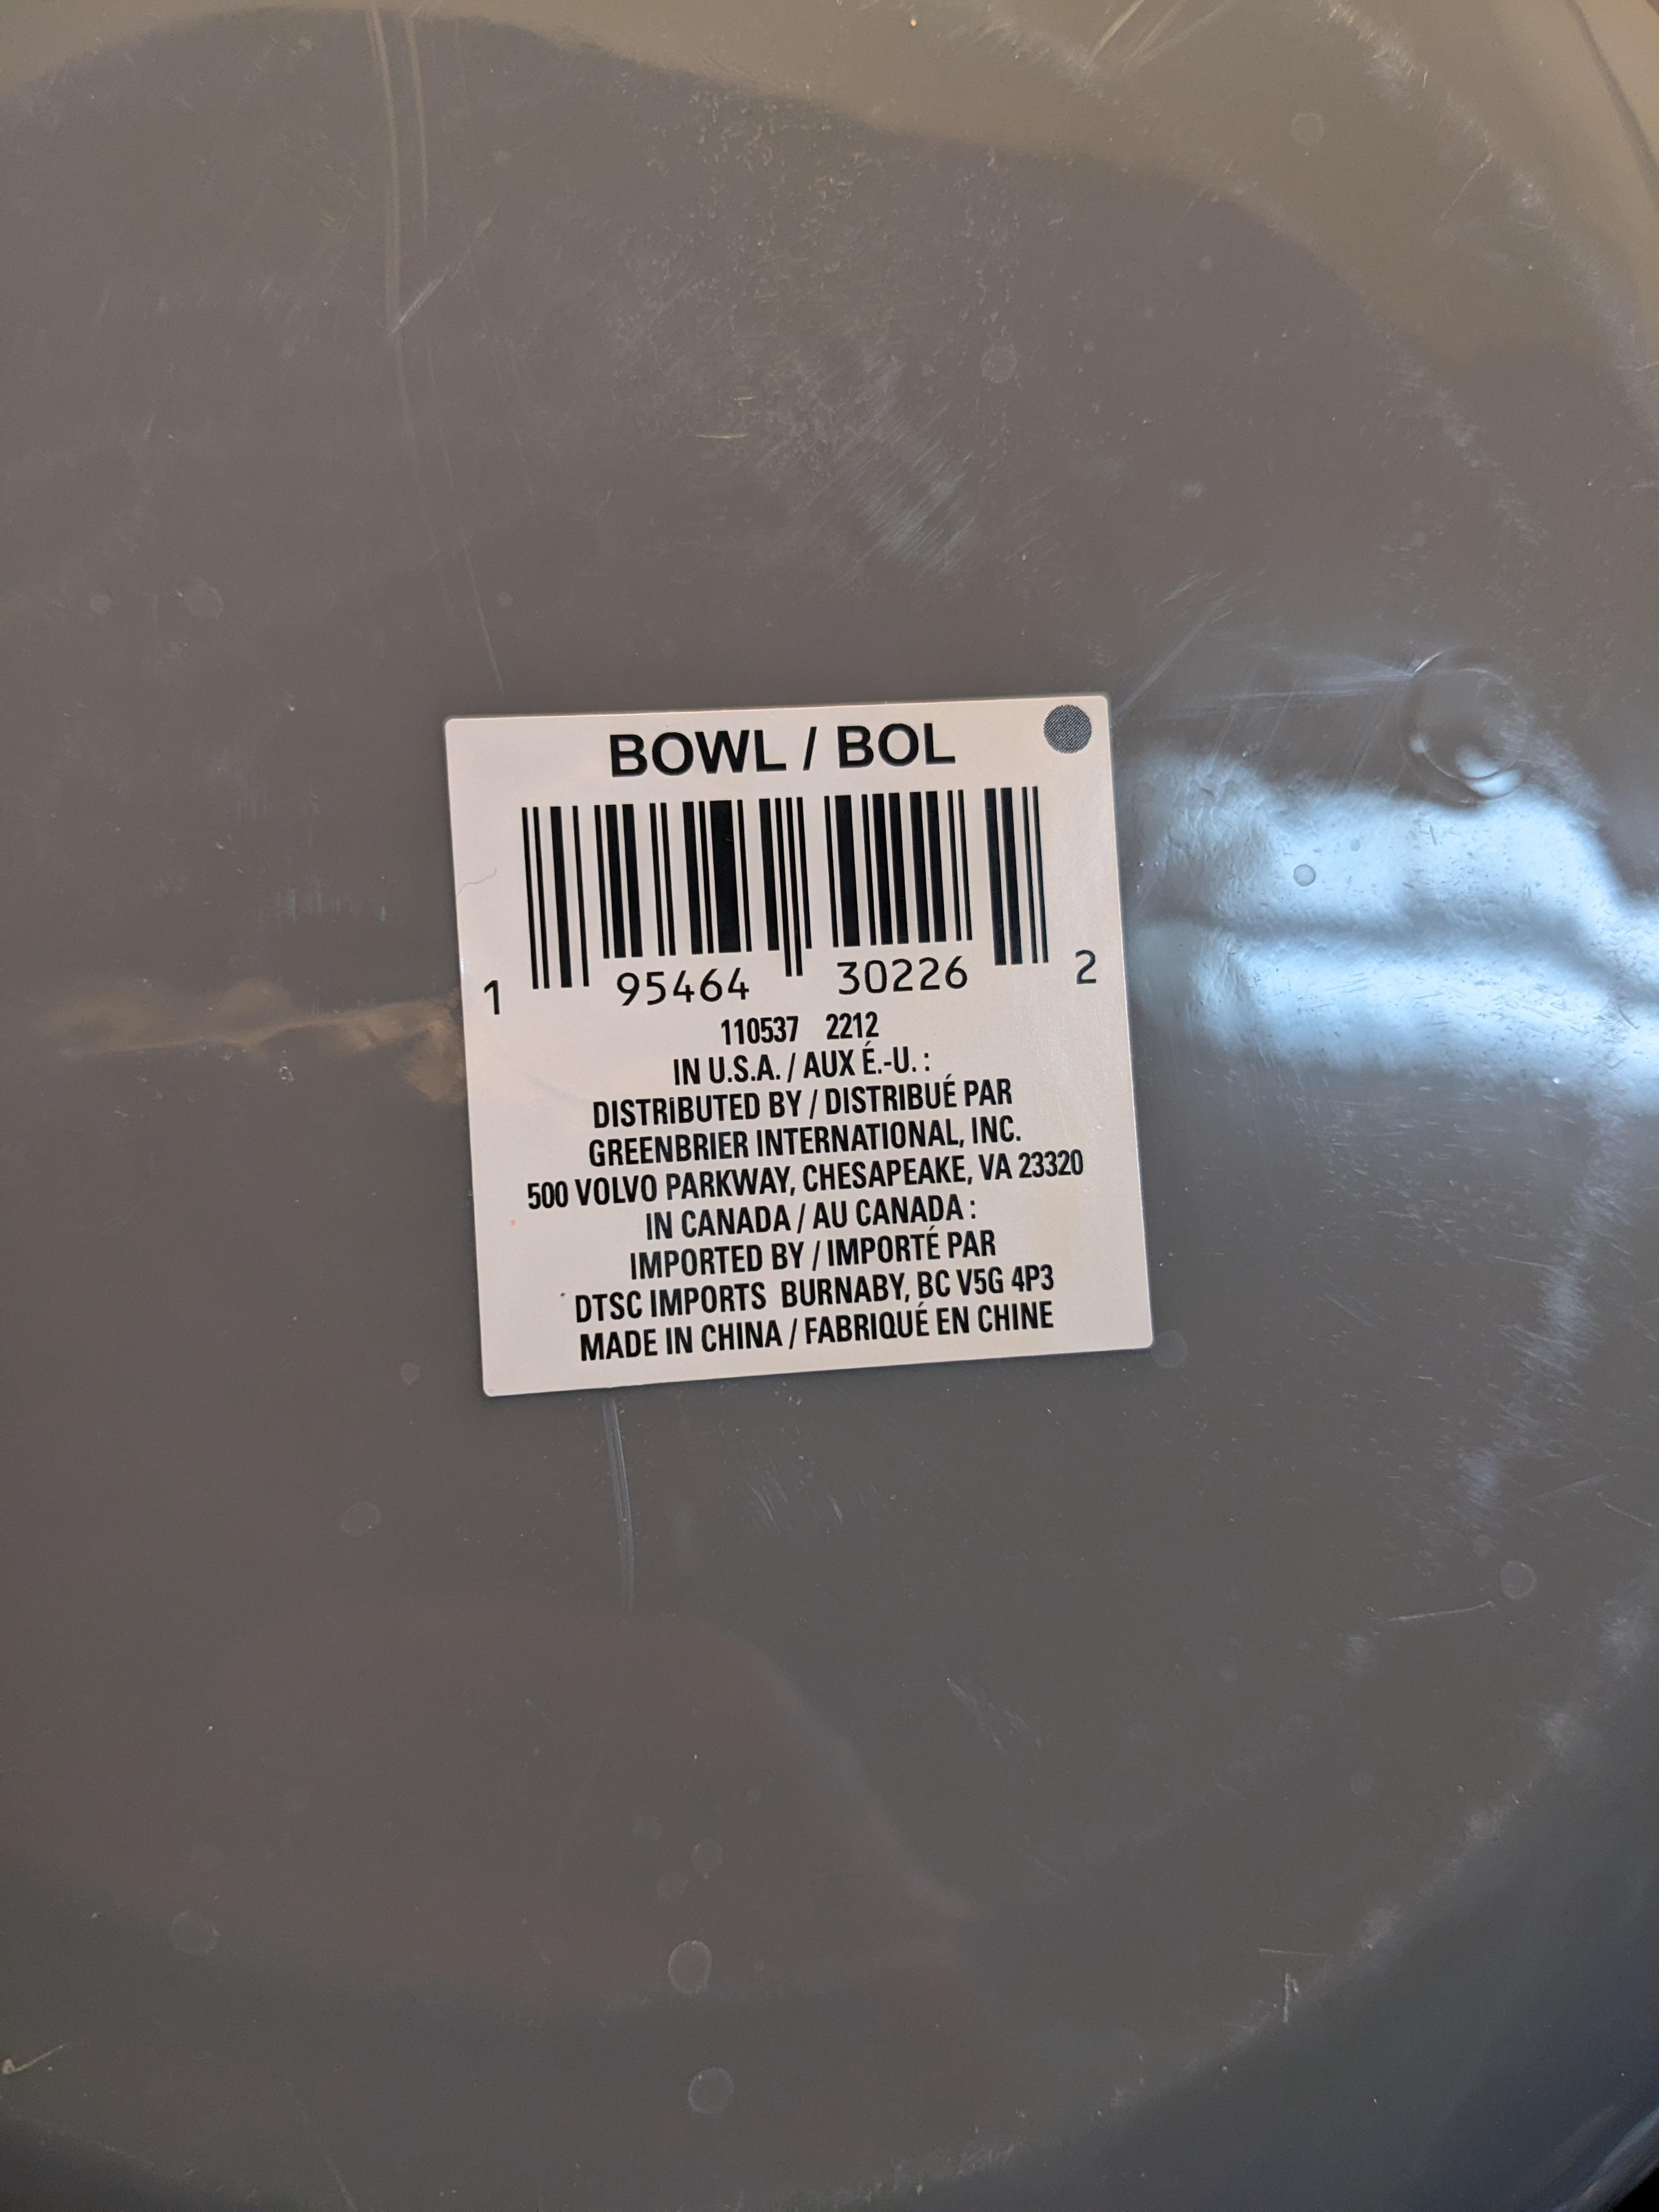 BOWL / BOL
1 95464 30226 2
110537 2212
IN U.S.A. / AUX É.-U. :
DISTRIBUTED BY / DISTRIBUÉ PAR
GREENBRIER INTERNATIONAL, INC.
500 VOLVO PARKWAY, CHESAPEAKE, VA 23320
IN CANADA / AU CANADA :
IMPORTED BY / IMPORTÉ PAR
DTSC IMPORTS BURNABY, BC V5G 4P3
MADE IN CHINA / FABRIQUÉ EN CHINE